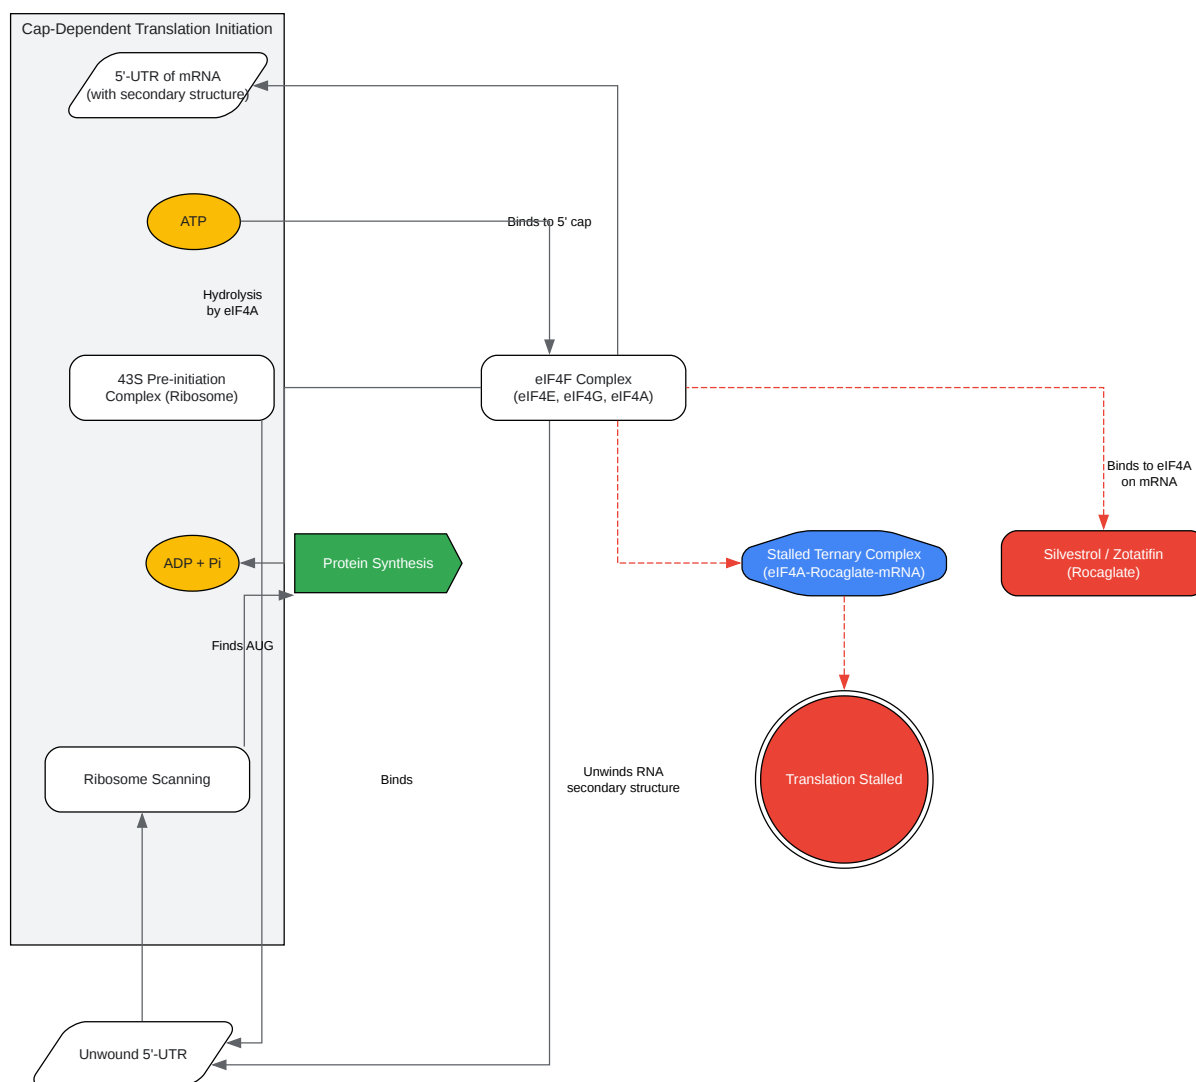 Cap-Dependent Translation Initiation
5'-UTR of mRNA
(with secondary structure)
ATP
Binds to 5' cap
Hydrolysis
by eIF4A
43S Pre-initiation
Complex (Ribosome)
eIF4F Complex
(eIF4E, eIF4G, eIF4A)
Binds to eIF4A
on mRNA
ADP + Pi
Protein Synthesis
Stalled Ternary Complex
(eIF4A-Rocaglate-mRNA)
Silvestrol / Zotatifin
(Rocaglate)
Finds AUG
Ribosome Scanning
Binds
Unwinds RNA
secondary structure
Translation Stalled
Unwound 5'-UTR